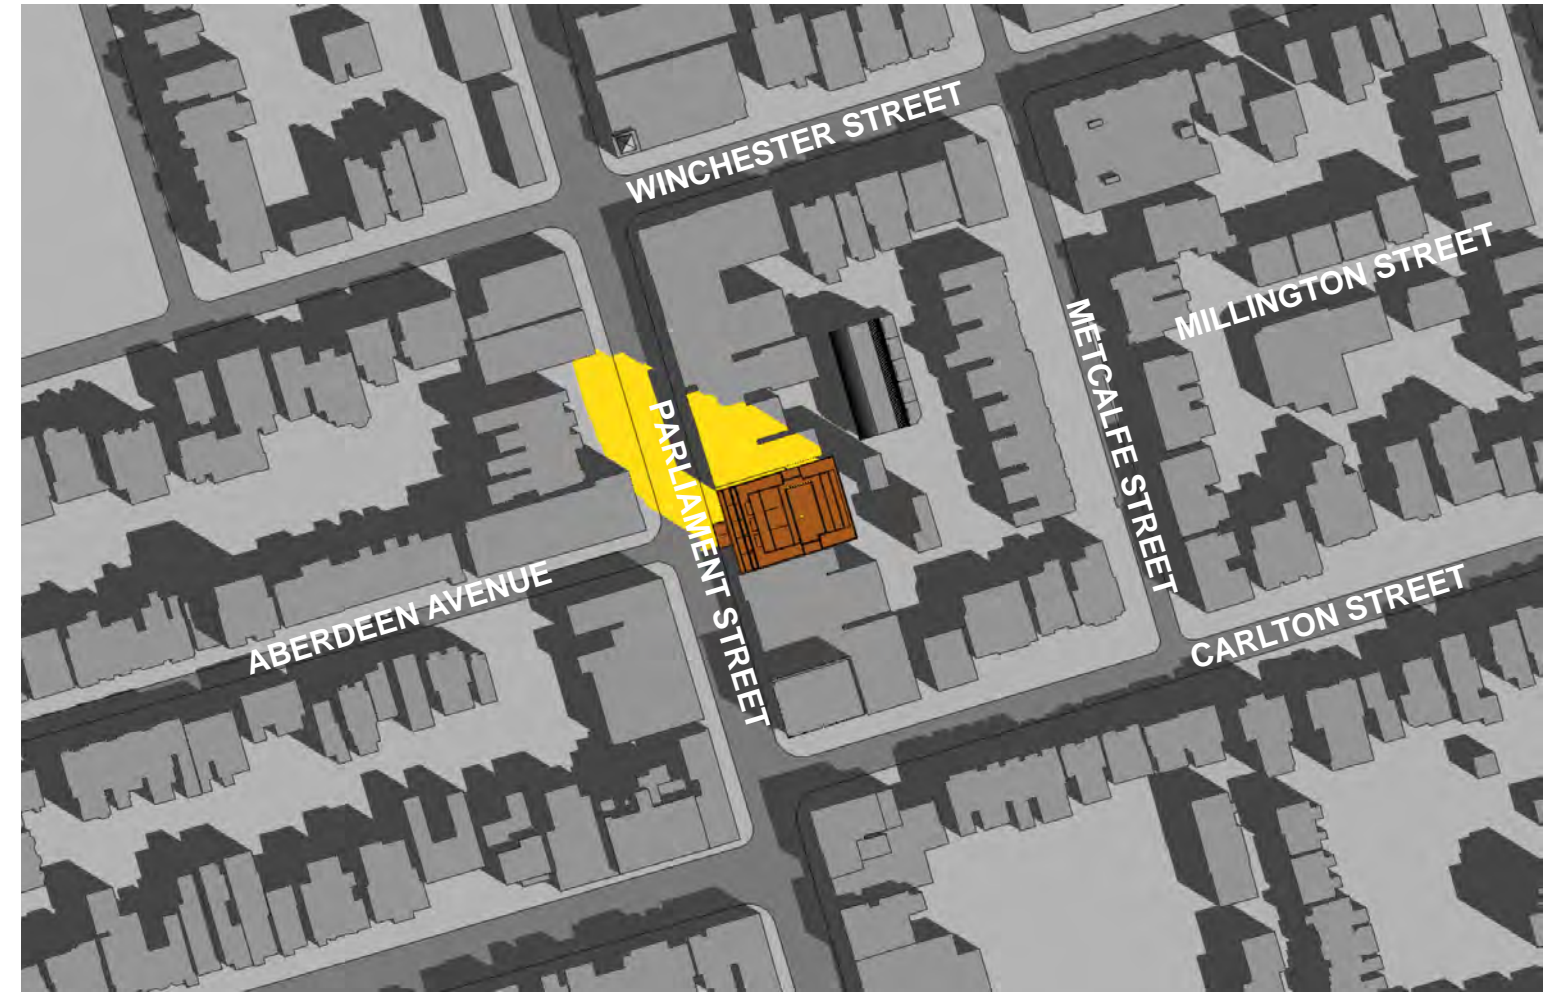 WINCHESTER STREET
MILLINGTON STREET
METCALFE STREET
PARLIAMENT STREET
ABERDEEN AVENUE
CARLTON STREET